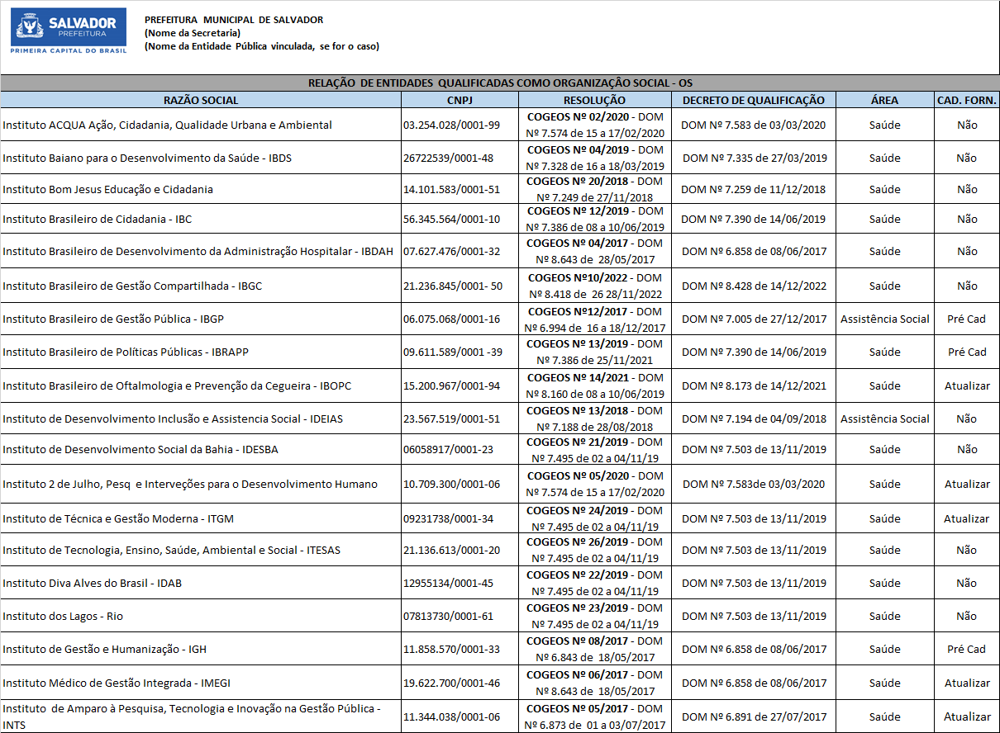 SALVADOR
PREFEITURA
PRIMEIRA CAPITAL DO BRASIL
PREFEITURA MUNICIPAL DE SALVADOR
(Nome da Secretaria)
(Nome da Entidade Pública vinculada, se for o caso)
RELAÇÃO DE ENTIDADES QUALIFICADAS COMO ORGANIZAÇÂO SOCIAL - OS
RAZÃO SOCIAL CNPJ RESOLUÇÃO DECRETO DE QUALIFICAÇÃO ÁREA CAD. FORN.
Instituto ACQUA Ação, Cidadania, Qualidade Urbana e Ambiental 03.254.028/0001-99 COGEOS Nº 02/2020 - DOM
Nº 7.574 de 15 a 17/02/2020 DOM Nº 7.583 de 03/03/2020 Saúde Não
Instituto Baiano para o Desenvolvimento da Saúde - IBDS 26722539/0001-48 COGEOS Nº 04/2019 - DOM
Nº 7.328 de 16 a 18/03/2019 DOM Nº 7.335 de 27/03/2019 Saúde Não
Instituto Bom Jesus Educação e Cidadania 14.101.583/0001-51 COGEOS Nº 20/2018 - DOM
Nº 7.249 de 27/11/2018 DOM Nº 7.259 de 11/12/2018 Saúde Não
Instituto Brasileiro de Cidadania - IBC 56.345.564/0001-10 COGEOS Nº 12/2019 - DOM
Nº 7.386 de 08 a 10/06/2019 DOM Nº 7.390 de 14/06/2019 Saúde Não
Instituto Brasileiro de Desenvolvimento da Administração Hospitalar - IBDAH 07.627.476/0001-32 COGEOS Nº 04/2017 - DOM
Nº 8.643 de 28/05/2017 DOM Nº 6.858 de 08/06/2017 Saúde Não
Instituto Brasileiro de Gestão Compartilhada - IBGC 21.236.845/0001- 50 COGEOS Nº10/2022 - DOM
Nº 8.418 de 26 28/11/2022 DOM Nº 8.428 de 14/12/2022 Saúde Não
Instituto Brasileiro de Gestão Pública - IBGP 06.075.068/0001-16 COGEOS Nº12/2017 - DOM
Nº 6.994 de 16 a 18/12/2017 DOM Nº 7.005 de 27/12/2017 Assistência Social Pré Cad
Instituto Brasileiro de Políticas Públicas - IBRAPP 09.611.589/0001 -39 COGEOS Nº 13/2019 - DOM
Nº 7.386 de 25/11/2021 DOM Nº 7.390 de 14/06/2019 Saúde Pré Cad
Instituto Brasileiro de Oftalmologia e Prevenção da Cegueira - IBOPC 15.200.967/0001-94 COGEOS Nº 14/2021 - DOM
Nº 8.160 de 08 a 10/06/2019 DOM Nº 8.173 de 14/12/2021 Saúde Atualizar
Instituto de Desenvolvimento Inclusão e Assistencia Social - IDEIAS 23.567.519/0001-51 COGEOS Nº 13/2018 - DOM
Nº 7.188 de 28/08/2018 DOM Nº 7.194 de 04/09/2018 Assistência Social Não
Instituto de Desenvolvimento Social da Bahia - IDESBA 06058917/0001-23 COGEOS Nº 21/2019 - DOM
Nº 7.495 de 02 a 04/11/19 DOM Nº 7.503 de 13/11/2019 Saúde Não
Instituto 2 de Julho, Pesq e Interveções para o Desenvolvimento Humano 10.709.300/0001-06 COGEOS Nº 05/2020 - DOM
Nº 7.574 de 15 a 17/02/2020 DOM Nº 7.583de 03/03/2020 Saúde Atualizar
Instituto de Técnica e Gestão Moderna - ITGM 09231738/0001-34 COGEOS Nº 24/2019 - DOM
Nº 7.495 de 02 a 04/11/19 DOM Nº 7.503 de 13/11/2019 Saúde Atualizar
Instituto de Tecnologia, Ensino, Saúde, Ambiental e Social - ITESAS 21.136.613/0001-20 COGEOS Nº 26/2019 - DOM
Nº 7.495 de 02 a 04/11/19 DOM Nº 7.503 de 13/11/2019 Saúde Não
Instituto Diva Alves do Brasil - IDAB 12955134/0001-45 COGEOS Nº 22/2019 - DOM
Nº 7.495 de 02 a 04/11/19 DOM Nº 7.503 de 13/11/2019 Saúde Não
Instituto dos Lagos - Rio 07813730/0001-61 COGEOS Nº 23/2019 - DOM
Nº 7.495 de 02 a 04/11/19 DOM Nº 7.503 de 13/11/2019 Saúde Não
Instituto de Gestão e Humanização - IGH 11.858.570/0001-33 COGEOS Nº 08/2017 - DOM
Nº 6.843 de 18/05/2017 DOM Nº 6.858 de 08/06/2017 Saúde Pré Cad
Instituto Médico de Gestão Integrada - IMEGI 19.622.700/0001-46 COGEOS Nº 06/2017 - DOM
Nº 8.643 de 18/05/2017 DOM Nº 6.858 de 08/06/2017 Saúde Atualizar
Instituto de Amparo à Pesquisa, Tecnologia e Inovação na Gestão Pública -
INTS 11.344.038/0001-06 COGEOS Nº 05/2017 - DOM
Nº 6.873 de 01 a 03/07/2017 DOM Nº 6.891 de 27/07/2017 Saúde Atualizar